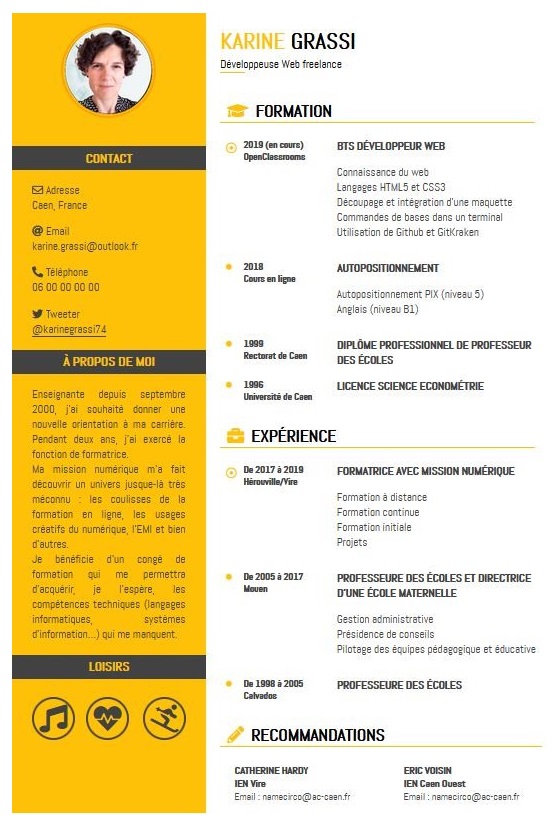 KARINE GRASSI
Développeuse Web freelance
CONTACT
Adresse
Caen, France
Email
karine.grassi@outlook.fr
Téléphone
06 00 00 00 00
Tweeter
@karinegrassi74
À PROPOS DE MOI
Enseignante depuis septembre
2000, j'ai souhaité donner une
nouvelle orientation à ma carrière.
Pendant deux ans, j'ai exercé la
fonction de formatrice.
Ma mission numérique m'a fait
découvrir un univers jusque-là très
méconnu : les coulisses de la
formation en ligne, les usages
créatifs du numérique, l'EMI et bien
d'autres.
Je bénéficie d'un congé de
formation qui me permettra
d'acquérir, je l'espère, les
compétences techniques (langages
informatiques, systèmes
d'information...) qui me manquent.
LOISIRS
FORMATION
2019 (en cours)
OpenClassrooms
BTS DÉVELOPPEUR WEB
Connaissance du web
Langages HTML5 et CSS3
Découpage et intégration d'une maquette
Commandes de bases dans un terminal
Utilisation de Github et GitKraken
2018
Cours en ligne
AUTOPOSITIONNEMENT
Autopositionnement PIX (niveau 5)
Anglais (niveau B1)
1999
Rectorat de Caen
DIPLÔME PROFESSIONNEL DE PROFESSEUR
DES ÉCOLES
1996
Université de Caen
LICENCE SCIENCE ECONOMÉTRIE
EXPÉRIENCE
De 2017 à 2019
Hérouville/Vire
FORMATRICE AVEC MISSION NUMÉRIQUE
Formation à distance
Formation continue
Formation initiale
Projets
De 2005 à 2017
Moyen
PROFESSEURE DES ÉCOLES ET DIRECTRICE
D'UNE ÉCOLE MATERNELLE
Gestion administrative
Présidence de conseils
Pilotage des équipes pédagogique et éducative
De 1998 à 2005
Calvados
PROFESSEURE DES ÉCOLES
RECOMMANDATIONS
CATHERINE HARDY
IEN Vire
Email : namecirco@ac-caen.fr
ERIC VOISIN
IEN Caen Ouest
Email : namecirco@ac-caen.fr